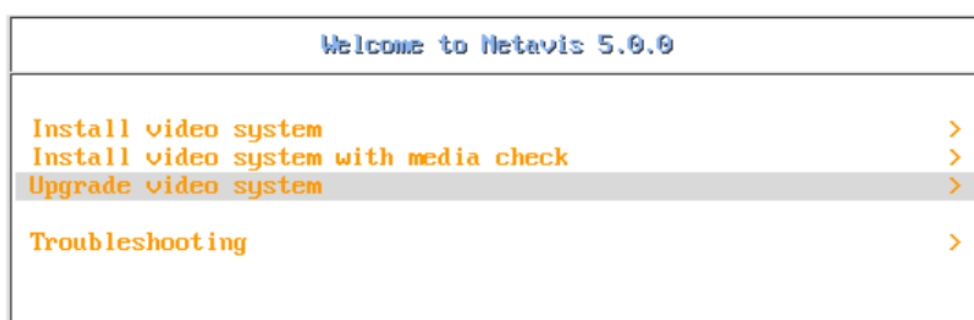 Welcome to Netavis 5.0.0
Install video system >
Install video system with media check >
Upgrade video system >
Troubleshooting >